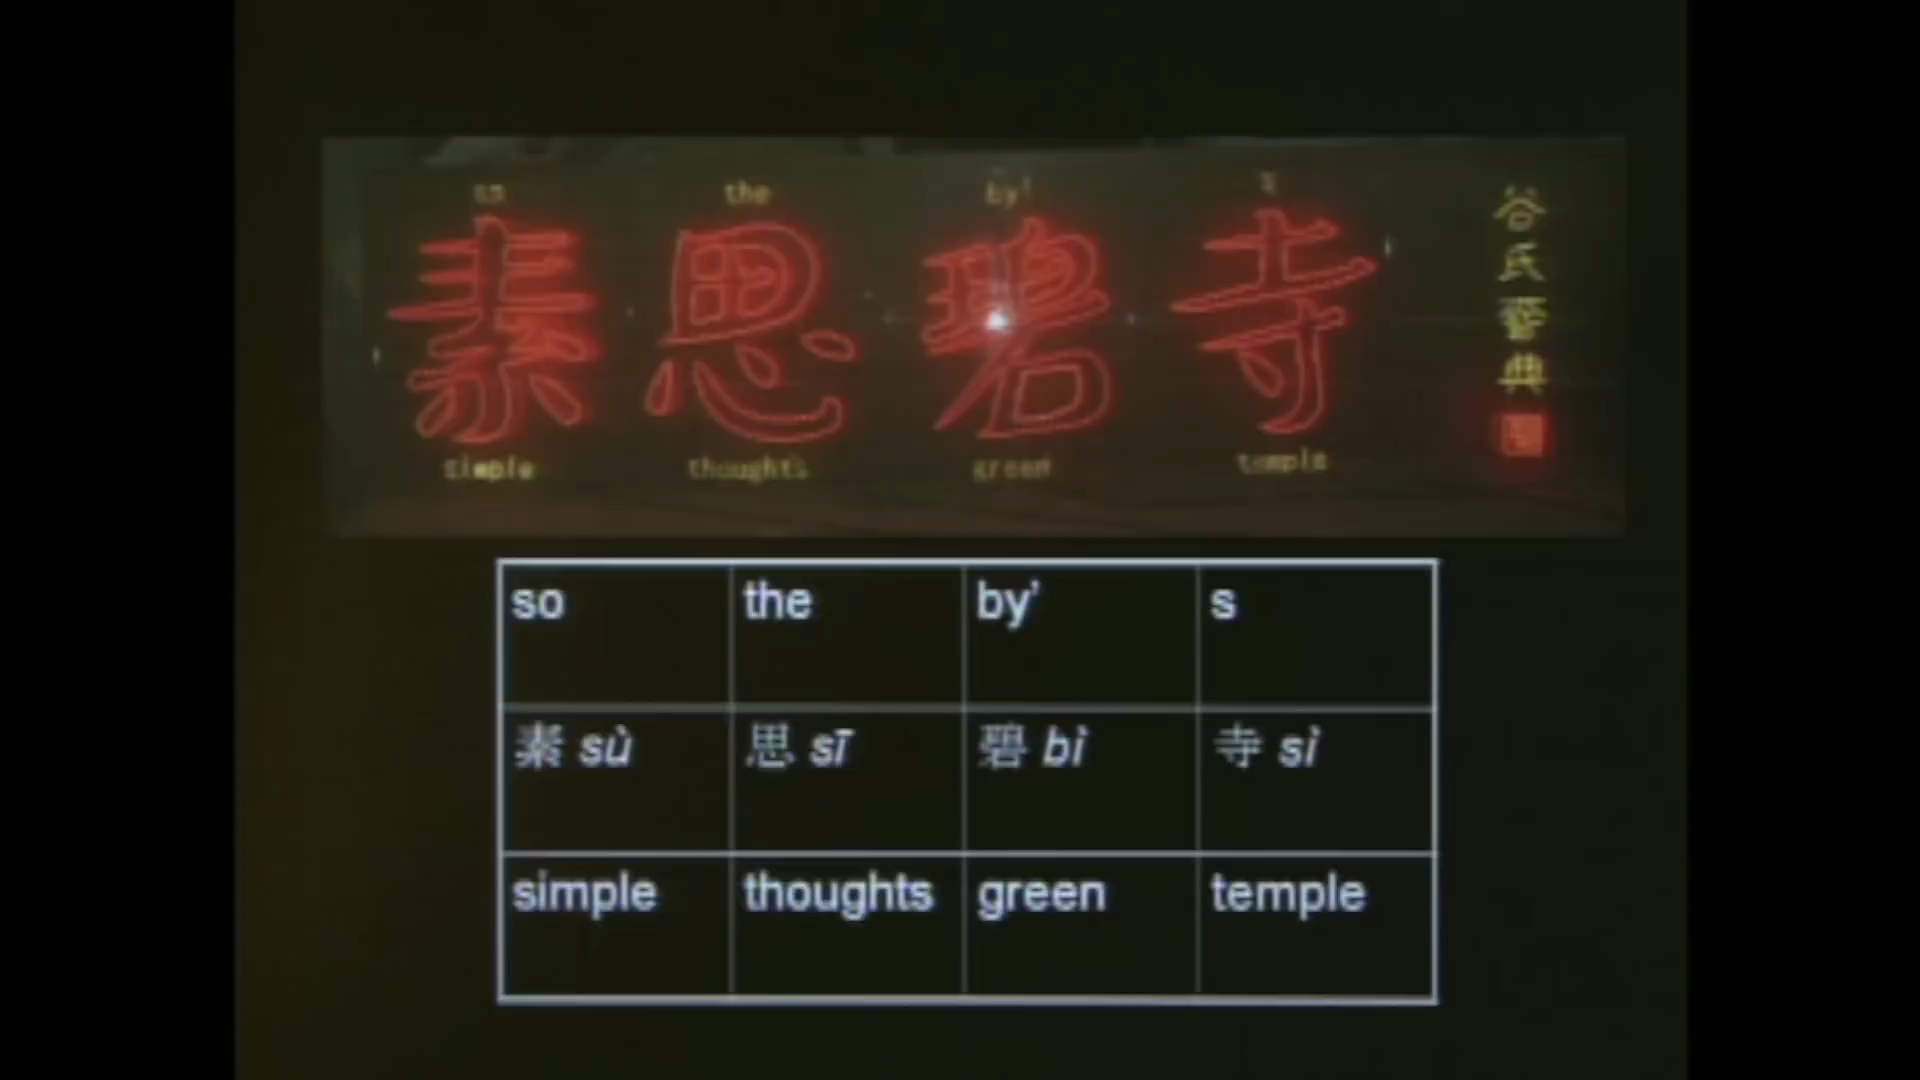 so the by' s
素思碧寺
simple thoughts green temple
谷氏
典
so the by’ s
素 sù 思 sī 碧 bì 寺 sì
simple thoughts green temple